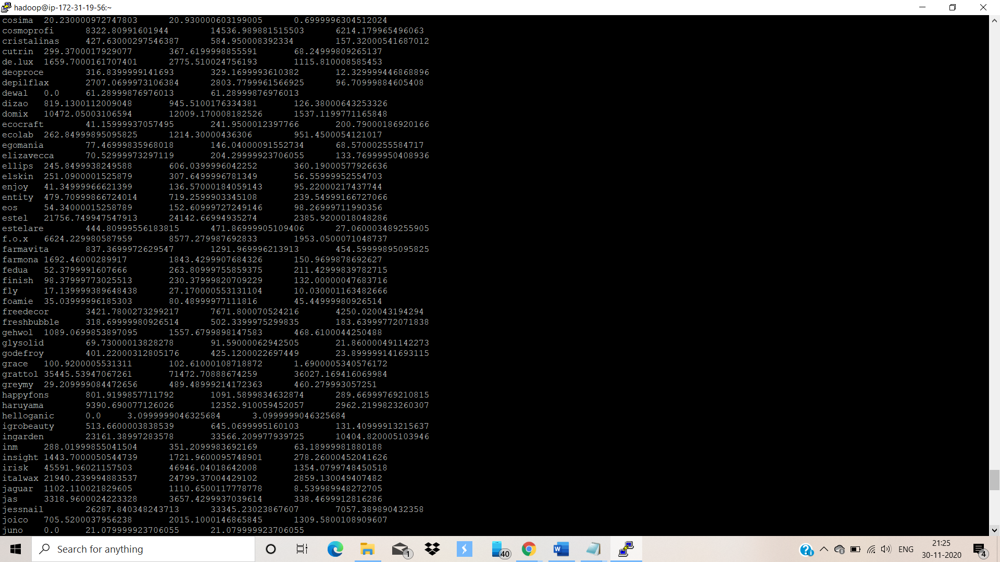 hadoop@ip-172-31-19-56:~
cosima 20.230000972747803 20.930000603199005 0.6999996304512024
cosmoprofi 8322.80991601944 14536.989881515503 6214.179965496063
cristalinas 427.63000297546387 584.950008392334 157.32000541687012
cutrin 299.3700017929077 367.6199998855591 68.24999809265137
de.lux 1659.7000161707401 2775.510024756193 1115.810008585453
deoproce 316.8399999141693 329.1699993610382 12.329999446868896
depilflax 2707.0699973106384 2803.7799961566925 96.70999884605408
dewal 0.0 61.28999876976013 61.28999876976013
dizao 819.1300112009048 945.5100176334381 126.38000643253326
domix 10472.05003106594 12009.170008182526 1537.1199771165848
ecocraft 41.15999937057495 241.9500012397766 200.79000186920166
ecolab 262.84999895095825 1214.30000436306 951.4500054121017
egomania 77.46999835968018 146.04000091552734 68.57000255584717
elizavecca 70.52999973297119 204.29999923706055 133.76999950408936
ellips 245.8499938249588 606.0399996042252 360.19000577926636
elskin 251.0900001525879 307.6499996781349 56.55999952554703
enjoy 41.34999966621399 136.57000184059143 95.22000217437744
entity 479.70999866724014 719.2599903345108 239.54999166727066
eos 54.34000015258789 152.60999727249146 98.26999711990356
estel 21756.749947547913 24142.66994935274 2385.9200018048286
estelare 444.80999556183815 471.86999905109406 27.060003489255905
f.o.x 6624.229980587959 8577.279987692833 1953.0500071048737
farmavita 837.3699972629547 1291.969996213913 454.59999895095825
farmona 1692.46000289917 1843.4299907684326 150.9699878692627
fedua 52.3799991607666 263.80999755859375 211.42999839782715
finish 98.37999773025513 230.37999820709229 132.00000047683716
fly 17.139999389648438 27.170000553131104 10.030001163482666
foamie 35.03999996185303 80.48999977111816 45.44999980926514
freedecor 3421.7800273299217 7671.800070524216 4250.020043194294
freshbubble 318.69999980926514 502.3399975299835 183.63999772071838
gehwol 1089.0699853897095 1557.6799898147583 468.6100044250488
glysolid 69.73000013828278 91.59000062942505 21.860000491142273
godefroy 401.22000312805176 425.1200022697449 23.899999141693115
grace 100.9200005531311 102.61000108718872 1.6900005340576172
grattol 35445.53947067261 71472.70888674259 36027.169416069984
greymy 29.209999084472656 489.48999214172363 460.279993057251
happyfons 801.9199857711792 1091.5899834632874 289.66999769210815
haruyama 9390.690077126026 12352.910059452057 2962.2199823260307
helloganic 0.0 3.0999999046325684 3.0999999046325684
igrobeauty 513.6600003838539 645.0699995160103 131.40999913215637
ingarden 23161.38997283578 33566.209977939725 10404.820005103946
inm 288.01999855041504 351.2099983692169 63.18999981880188
insight 1443.7000050544739 1721.9600095748901 278.26000452041626
irisk 45591.96021157503 46946.04018642008 1354.0799748450518
italwax 21940.239994883537 24799.37004429102 2859.130049407482
jaguar 1102.110021829605 1110.6500117778778 8.539989948272705
jas 3318.9600024223328 3657.4299937039614 338.4699912816286
jessnail 26287.840348243713 33345.23023867607 7057.389890432358
joico 705.5200037956238 2015.1000146865845 1309.5800108909607
juno 0.0 21.079999923706055 21.079999923706055
Search for anything
1
40
ENG
21:25
30-11-2020
4